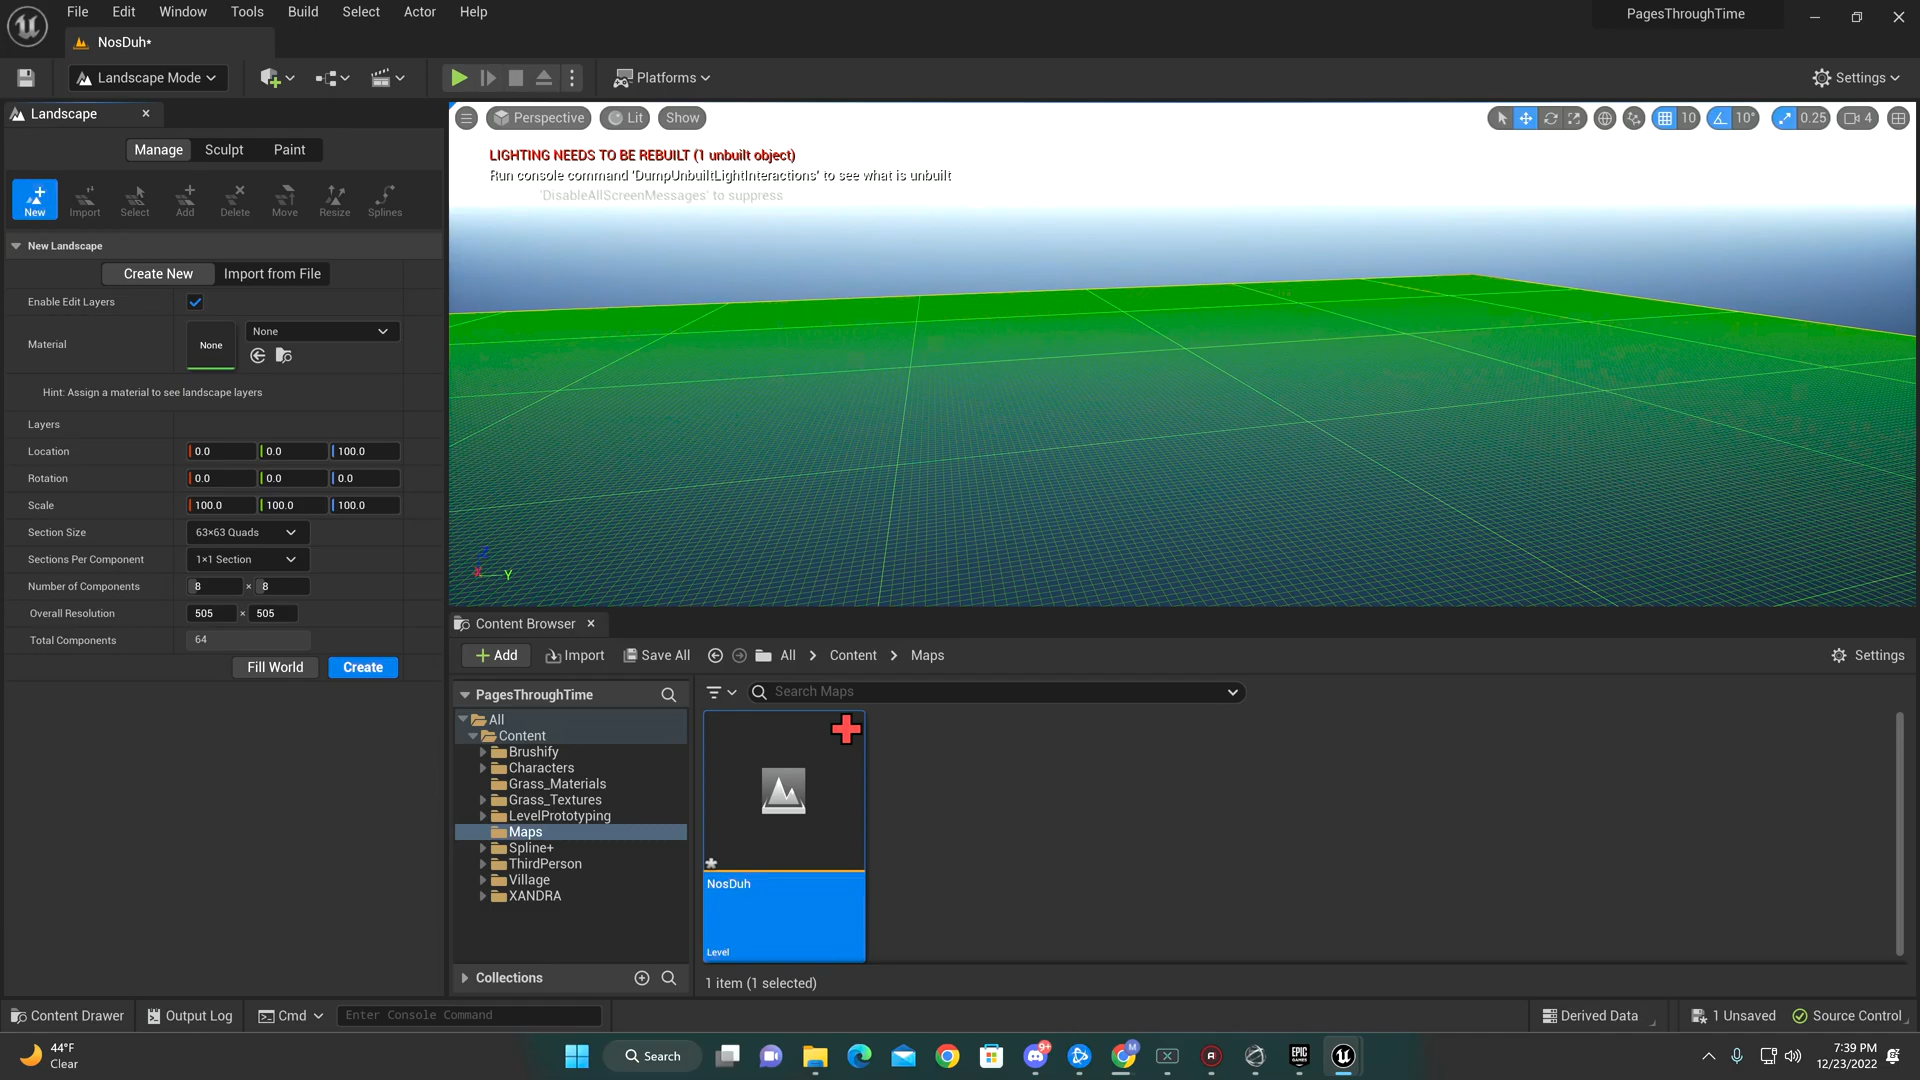 File Edit Window Tools Build Select Actor Help
PagesThroughTime
NosDuh*
Landscape Mode
Platforms
Settings
Landscape
Perspective
Lit
Show
10
10°
0.25
4
Manage Sculpt Paint
LIGHTING NEEDS TO BE REBUILT (1 unbuilt object)
Run console command 'DumpUnbuiltLightInteractions' to see what is unbuilt
'DisableAllScreenMessages' to suppress
New Import Select Add Delete Move Resize Splines
New Landscape
Create New Import from File
Enable Edit Layers
Material
None
None
Hint: Assign a material to see landscape layers
Layers
Location 0.0 0.0 100.0
Rotation 0.0 0.0 0.0
Scale 100.0 100.0 100.0
Section Size 63×63 Quads
Sections Per Component 1×1 Section
Number of Components 8 × 8
Overall Resolution 505 × 505
Total Components 64
Fill World Create
Z
X
Y
Content Browser
Add Import Save All All Content Maps
Settings
PagesThroughTime
Search Maps
All
Content
Brushify
Characters
Grass_Materials
Grass_Textures
LevelPrototyping
Maps
Spline+
ThirdPerson
Village
XANDRA
NosDuh
Level
Collections
1 item (1 selected)
Content Drawer Output Log Cmd Enter Console Command
Derived Data 1 Unsaved Source Control
44°F
Clear
Search
9+
M
A
EPIC
GAMES
7:39 PM
12/23/2022